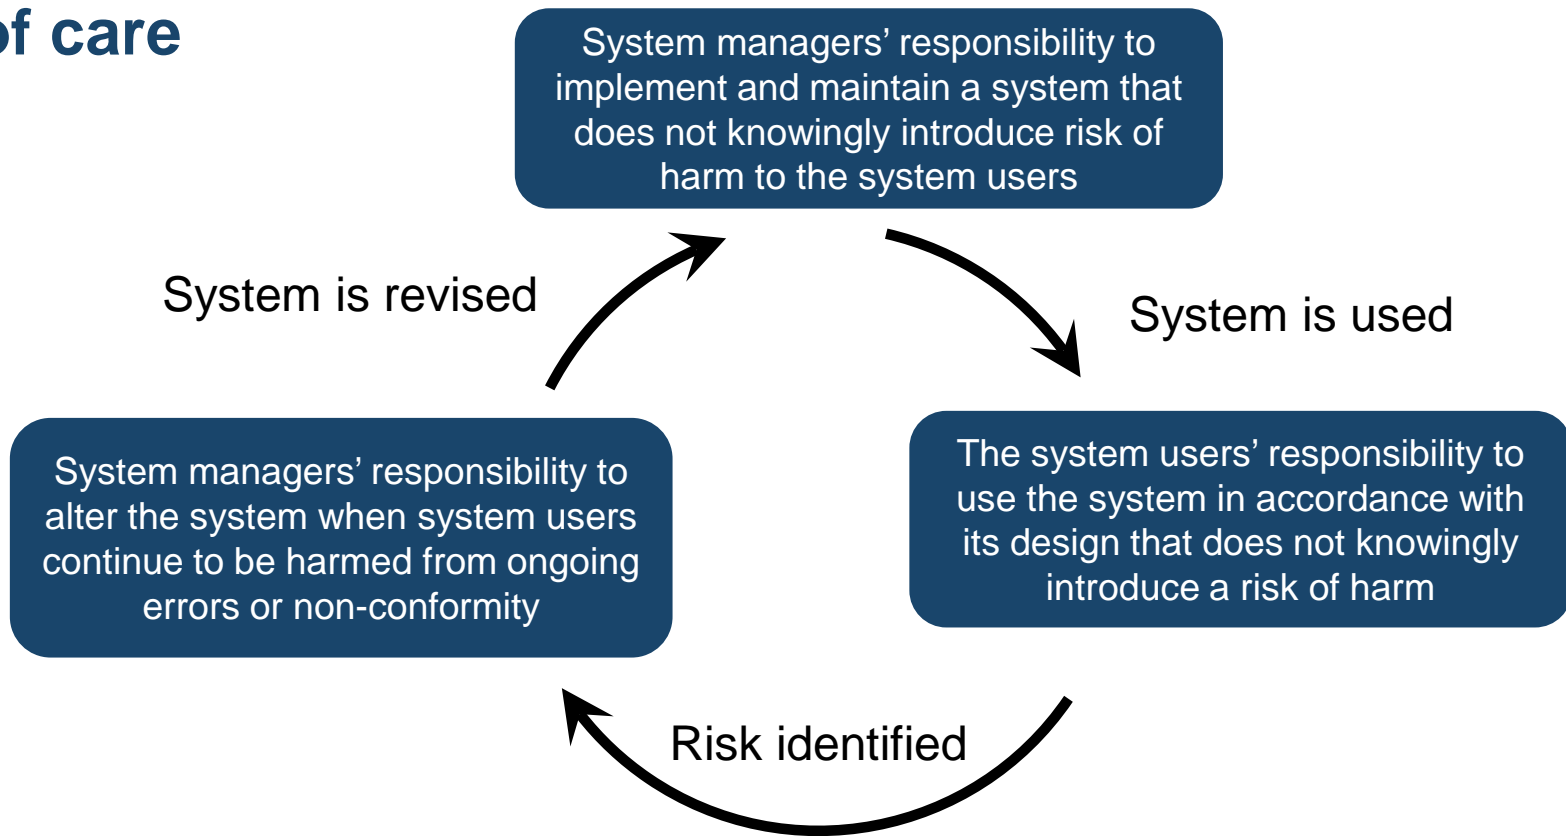 of care
System managers’ responsibility to
implement and maintain a system that
does not knowingly introduce risk of
harm to the system users
System is revised
System is used
System managers’ responsibility to
alter the system when system users
continue to be harmed from ongoing
errors or non-conformity
The system users’ responsibility to
use the system in accordance with
its design that does not knowingly
introduce a risk of harm
Risk identified